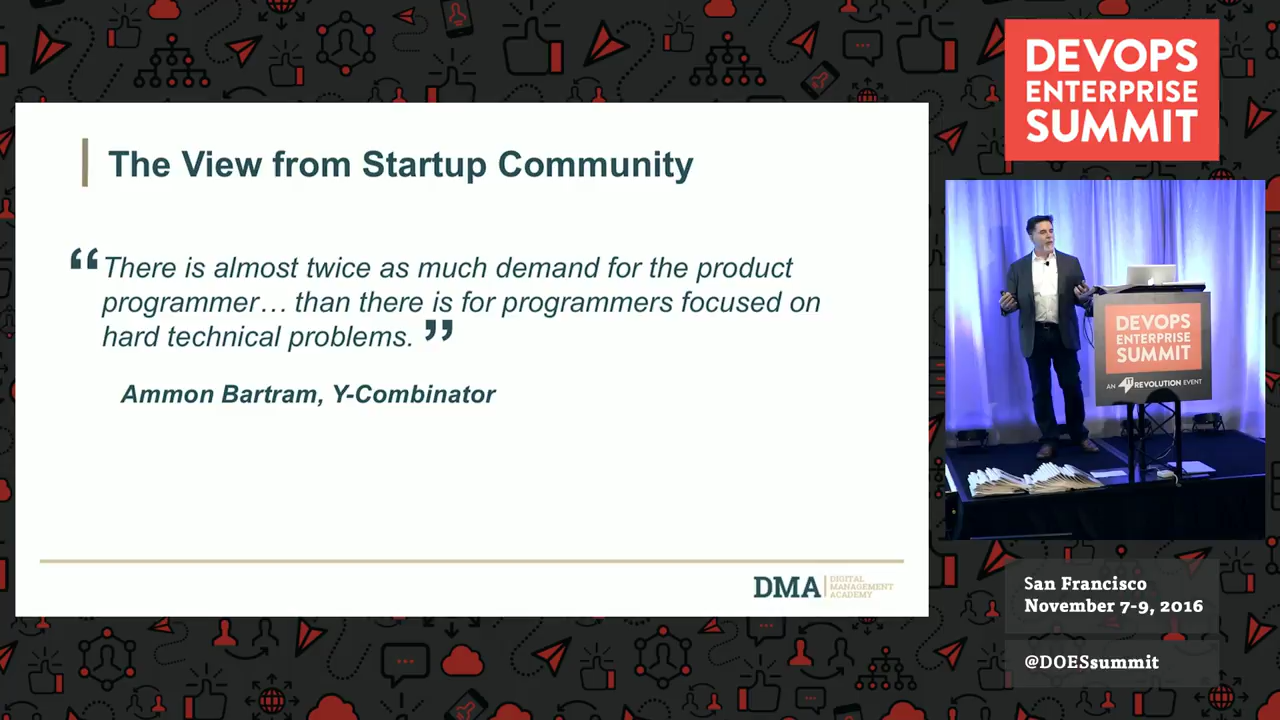 DEVOPS
ENTERPRISE
SUMMIT
The View from Startup Community
“There is almost twice as much demand for the product
programmer… than there is for programmers focused on
hard technical problems.”
Ammon Bartram, Y-Combinator
DMA DIGITAL
MANAGEMENT
ACADEMY
DEVOPS
ENTERPRISE
SUMMIT
AN IT REVOLUTION EVENT
San Francisco
November 7-9, 2016
@DOESsummit